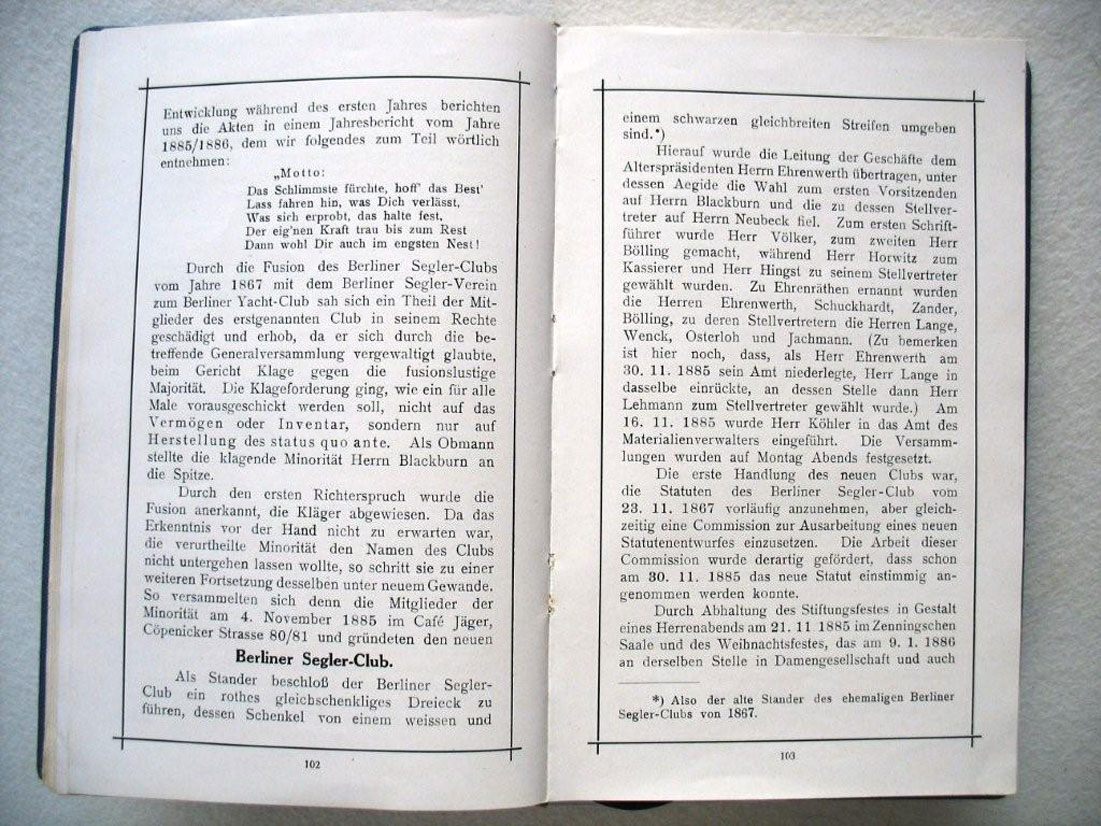 Entwicklung während des ersten Jahres berichten
uns die Akten in einem Jahresbericht vom Jahre
1885/1886, dem wir folgendes zum Teil wörtlich
entnehmen:
„Motto:
Das Schlimmste fürchte, hoff' das Best'
Lass fahren hin, was Dich verlässt,
Was sich erprobt, das halte fest,
Der eig'nen Kraft trau bis zum Rest
Dann wohl Dir auch im engsten Nest!
Durch die Fusion des Berliner Segler-Clubs
vom Jahre 1867 mit dem Berliner Segler-Verein
zum Berliner Yacht-Club sah sich ein Theil der Mit-
glieder des erstgenannten Club in seinem Rechte
geschädigt und erhob, da er sich durch die be-
treffende Generalversammlung vergewaltigt glaubte,
beim Gericht Klage gegen die fusionslustige
Majorität. Die Klageforderung ging, wie ein für alle
Male vorausgeschickt werden soll, nicht auf das
Vermögen oder Inventar, sondern nur auf
Herstellung des status quo ante. Als Obmann
stellte die klagende Minorität Herrn Blackburn an
die Spitze.
Durch den ersten Richterspruch wurde die
Fusion anerkannt, die Kläger abgewiesen. Da das
Erkenntnis vor der Hand nicht zu erwarten war,
die verurtheilte Minorität den Namen des Clubs
nicht untergehen lassen wollte, so schritt sie zu einer
weiteren Fortsetzung desselben unter neuem Gewande.
So versammelten sich denn die Mitglieder der
Minorität am 4. November 1885 im Café Jäger,
Cöpenicker Strasse 80/81 und gründeten den neuen
Berliner Segler-Club.
Als Stander beschloß der Berliner Segler-
Club ein rothes gleichschenkliges Dreieck zu
führen, dessen Schenkel von einem weissen und
102
einem schwarzen gleichbreiten Streifen umgeben
sind.*)
Hierauf wurde die Leitung der Geschäfte dem
Alterspräsidenten Herrn Ehrenwerth übertragen, unter
dessen Aegide die Wahl zum ersten Vorsitzenden
auf Herrn Blackburn und die zu dessen Stellver-
treter auf Herrn Neubeck fiel. Zum ersten Schrift-
führer wurde Herr Völker, zum zweiten Herr
Bölling gemacht, während Herr Horwitz zum
Kassierer und Herr Hingst zu seinem Stellvertreter
gewählt wurden. Zu Ehrenräthen ernannt wurden
die Herren Ehrenwerth, Schuckhardt, Zander,
Bölling, zu deren Stellvertretern die Herren Lange,
Wenck, Osterloh und Jachmann. (Zu bemerken
ist hier noch, dass, als Herr Ehrenwerth am
30. 11. 1885 sein Amt niederlegte, Herr Lange in
dasselbe einrückte, an dessen Stelle dann Herr
Lehmann zum Stellvertreter gewählt wurde.) Am
16. 11. 1885 wurde Herr Köhler in das Amt des
Materialienverwalters eingeführt. Die Versamm-
lungen wurden auf Montag Abends festgesetzt.
Die erste Handlung des neuen Clubs war,
die Statuten des Berliner Segler-Club vom
23. 11. 1867 vorläufig anzunehmen, aber gleich-
zeitig eine Commission zur Ausarbeitung eines neuen
Statutenentwurfes einzusetzen. Die Arbeit dieser
Commission wurde derartig gefördert, dass schon
am 30. 11. 1885 das neue Statut einstimmig an-
genommen werden konnte.
Durch Abhaltung des Stiftungsfestes in Gestalt
eines Herrenabends am 21. 11 1885 im Zenningschen
Saale und des Weihnachtsfestes, das am 9. 1. 1886
an derselben Stelle in Damengesellschaft und auch
*) Also der alte Stander des ehemaligen Berliner
Segler-Clubs von 1867.
103